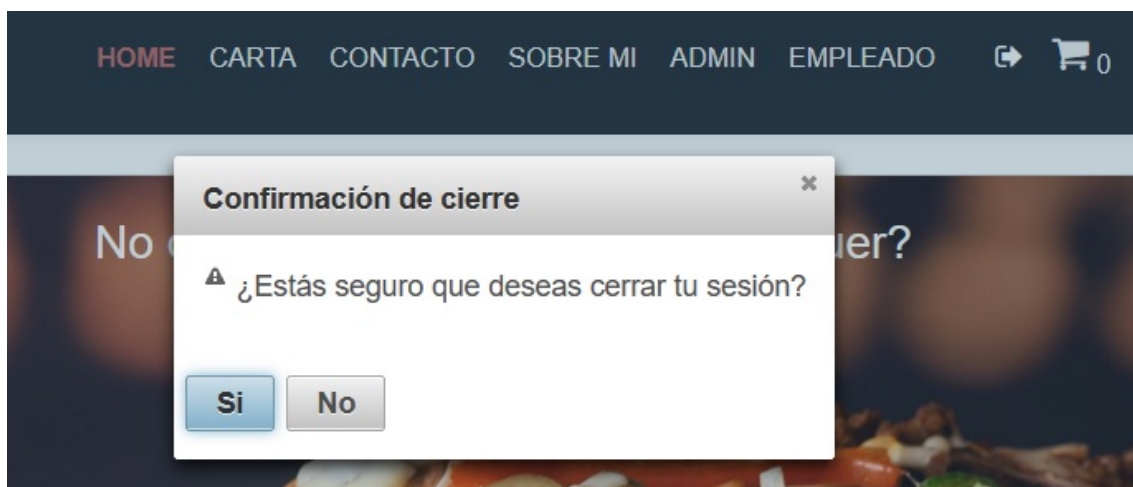 HOME CARTA CONTACTO SOBRE MI ADMIN EMPLEADO 0
Confirmación de cierre
No
¿Estás seguro que deseas cerrar tu sesión?
Si No